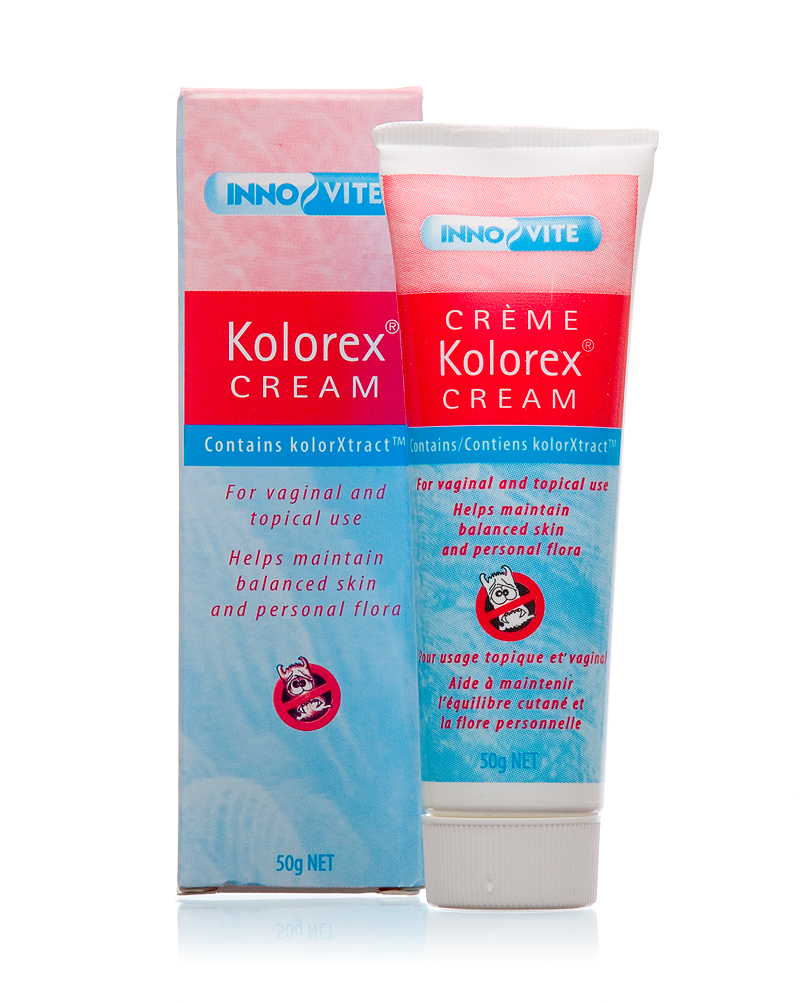 INNOVITE
Kolorex®
CREAM
Contains kolorXtract™
For vaginal and
topical use
Helps maintain
balanced skin
and personal flora
50g NET
INNOVITE
CRÈME
Kolorex®
CREAM
Contains/Contiens kolorXtract™
For vaginal and topical use
Helps maintain
balanced skin
and personal flora
Pour usage topique et vaginal
Aide à maintenir
l'équilibre cutané et
la flore personnelle
50g NET